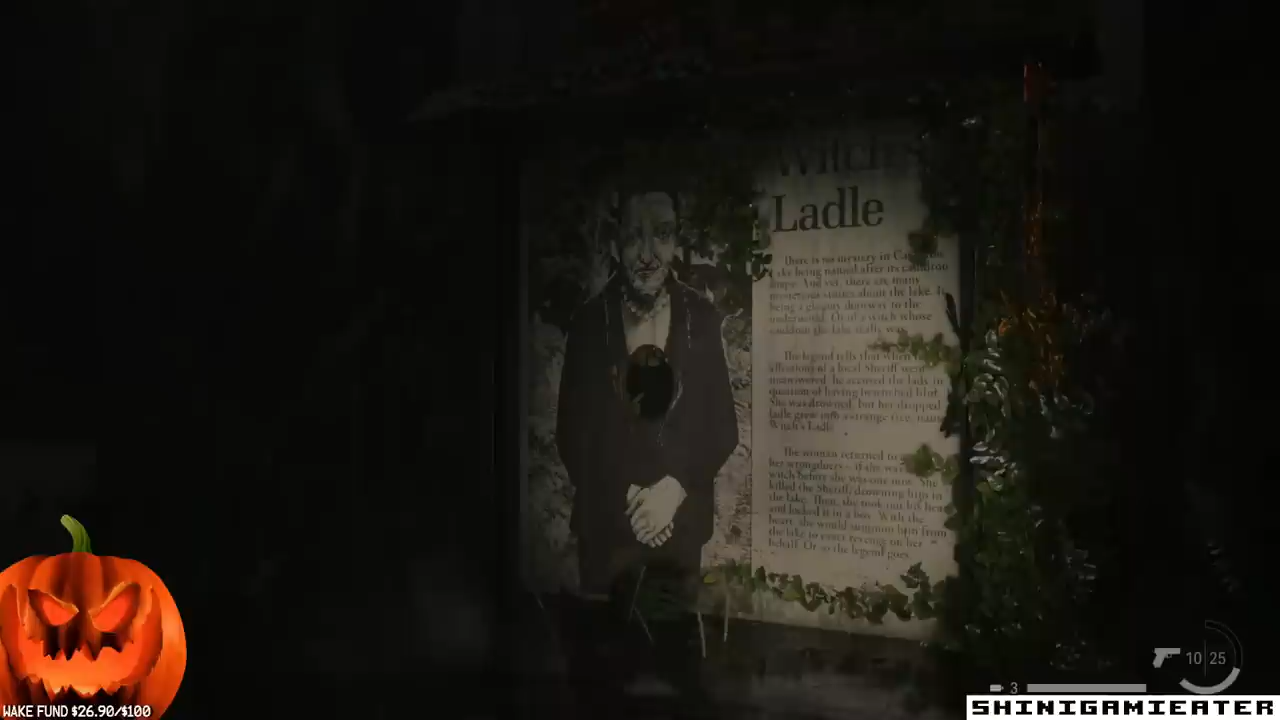 Witch
Ladle
There is no mystery in
Lake being named after its cauldron
shape. And yet, there are many
mysterious stories about the lake. It
being a gloomy doorway to the
underworld. Or of a witch whose
cauldron the lake really was.
The legend tells that when
affections of a local Sheriff went
unanswered, he accused the lady in
question of having bewitched him.
She was drowned, but her dropped
ladle grew into a strange tree, named
Witch's Ladle.
The woman returned to
her wrongdoers – if she was
witch before she was one now. She
killed the Sheriff, drowning him in
the lake. Then, she took out his heart
and locked it in a box. With the
heart, she would summon him from
the lake to exact revenge on her
behalf. Or so the legend goes.
10 25
3
WAKE FUND $26.90/$100
SHINIGAMIEATER